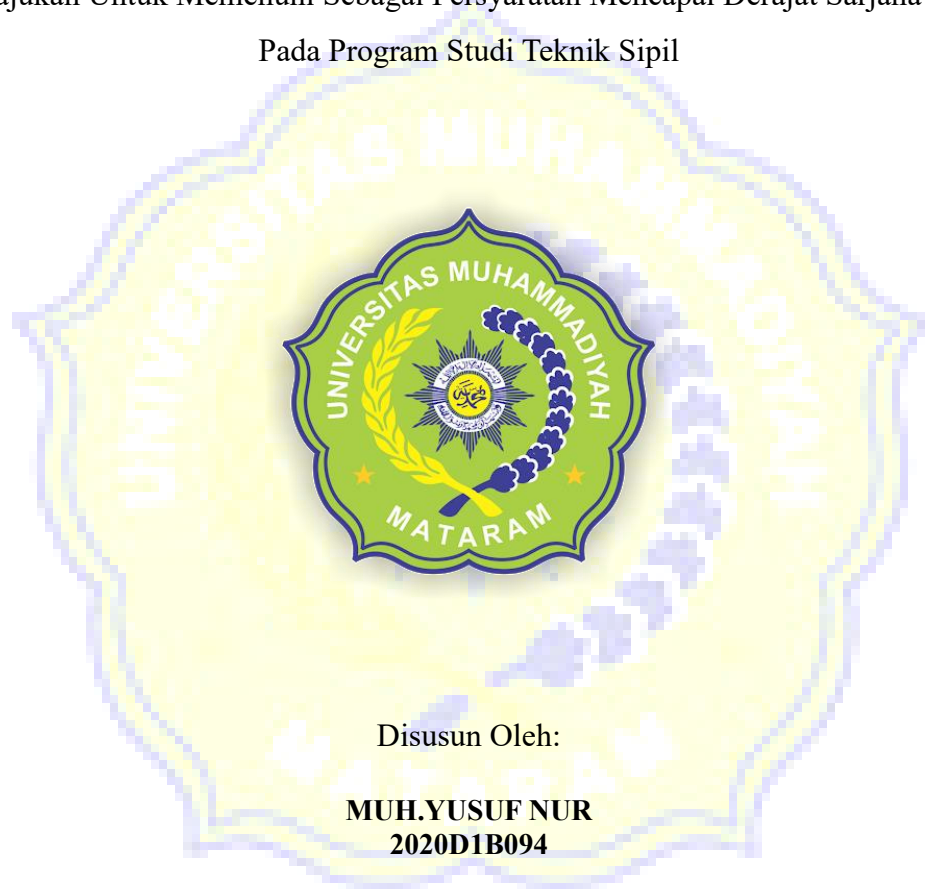 Untuk Memenuhi Sebagai Persyaratan Mencapai Derajat Sarjana
Pada Program Studi Teknik Sipil
UNIVERSITAS MUHAMMADIYAH
MATARAM
Disusun Oleh:
MUH.YUSUF NUR
2020D1B094